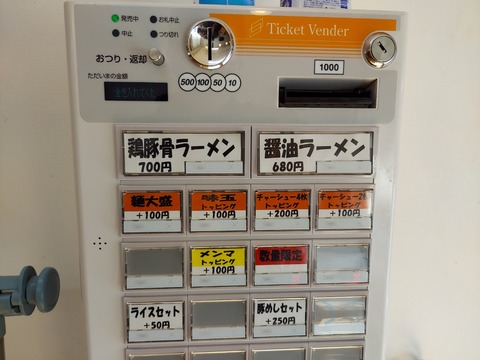 発売中
お札中止
中止
つり切れ
Ticket Vender
おつり・返却
ただいまの金額
500 100 50 10
1000
鶏豚骨ラーメン
700円
醤油ラーメン
680円
麺大盛
+100円
味玉
トッピング
+100円
チャーシュー4枚
トッピング
+200円
チャーシュー2枚
トッピング
+100円
メンマ
トッピング
+100円
数量限定
ライスセット
+50円
豚めしセット
+250円